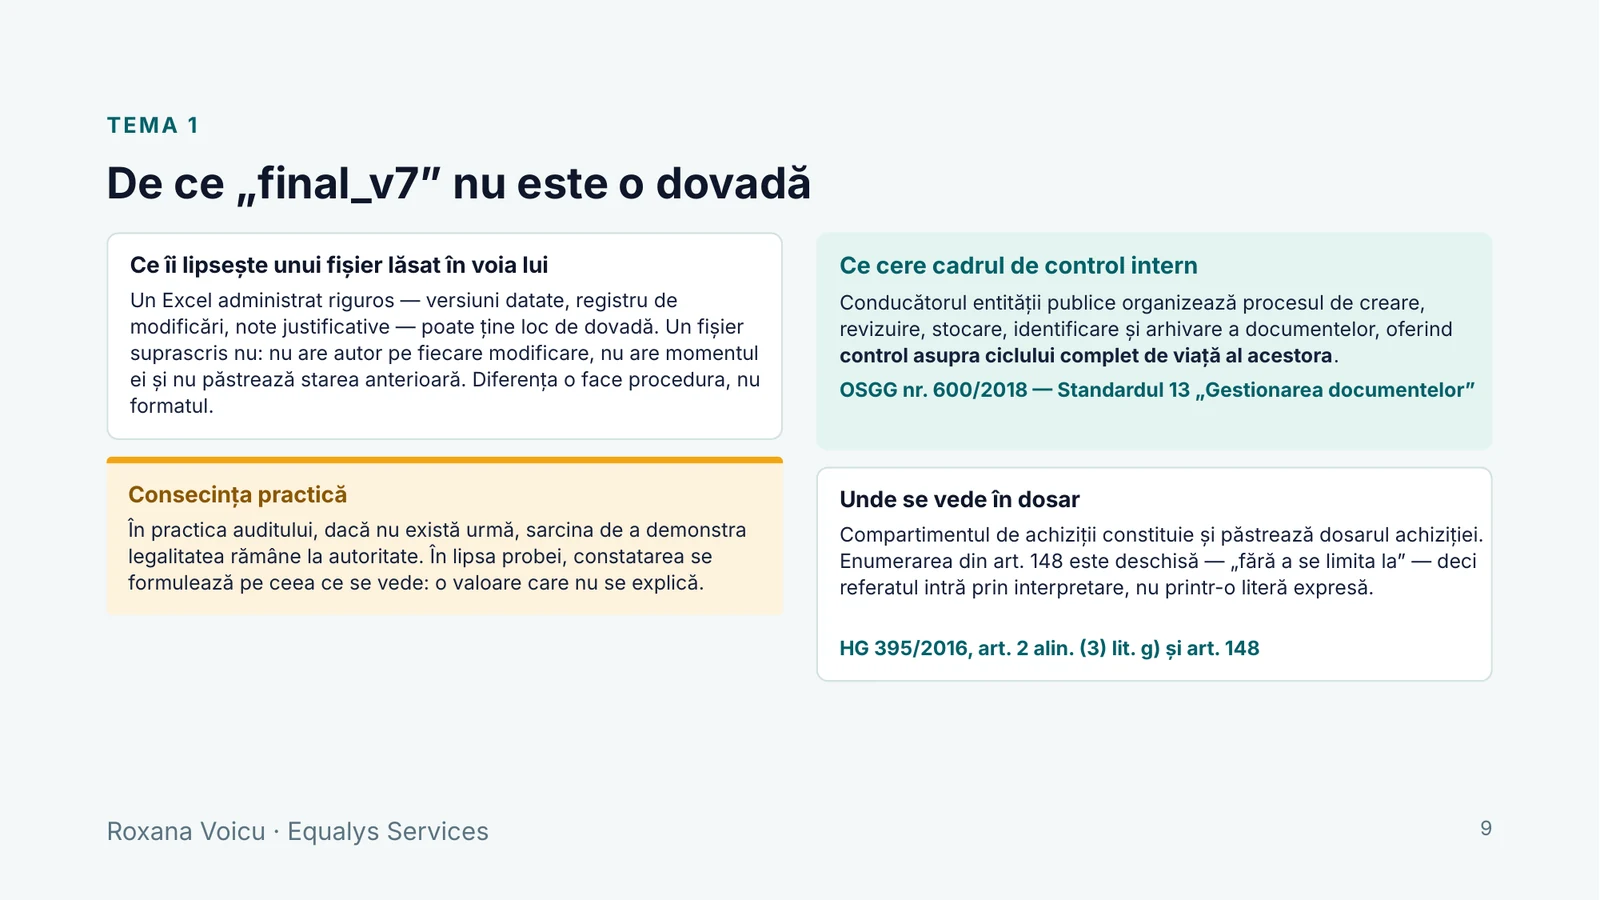 TEMA 1
De ce „final_v7” nu este o dovadă
Ce îi lipsește unui fișier lăsat în voia lui
Un Excel administrat riguros — versiuni datate, registru de
modificări, note justificative — poate ține loc de dovadă. Un fișier
suprascris nu: nu are autor pe fiecare modificare, nu are momentul
ei și nu păstrează starea anterioară. Diferența o face procedura, nu
formatul.
Consecința practică
În practica auditului, dacă nu există urmă, sarcina de a demonstra
legalitatea rămâne la autoritate. În lipsa probei, constatarea se
formulează pe ceea ce se vede: o valoare care nu se explică.
Ce cere cadrul de control intern
Conducătorul entității publice organizează procesul de creare,
revizuire, stocare, identificare și arhivare a documentelor, oferind
control asupra ciclului complet de viață al acestora.
OSGG nr. 600/2018 — Standardul 13 „Gestionarea documentelor”
Unde se vede în dosar
Compartimentul de achiziții constituie și păstrează dosarul achiziției.
Enumerarea din art. 148 este deschisă — „fără a se limita la” — deci
referatul intră prin interpretare, nu printr-o literă expresă.
HG 395/2016, art. 2 alin. (3) lit. g) și art. 148
Roxana Voicu · Equalys Services
9